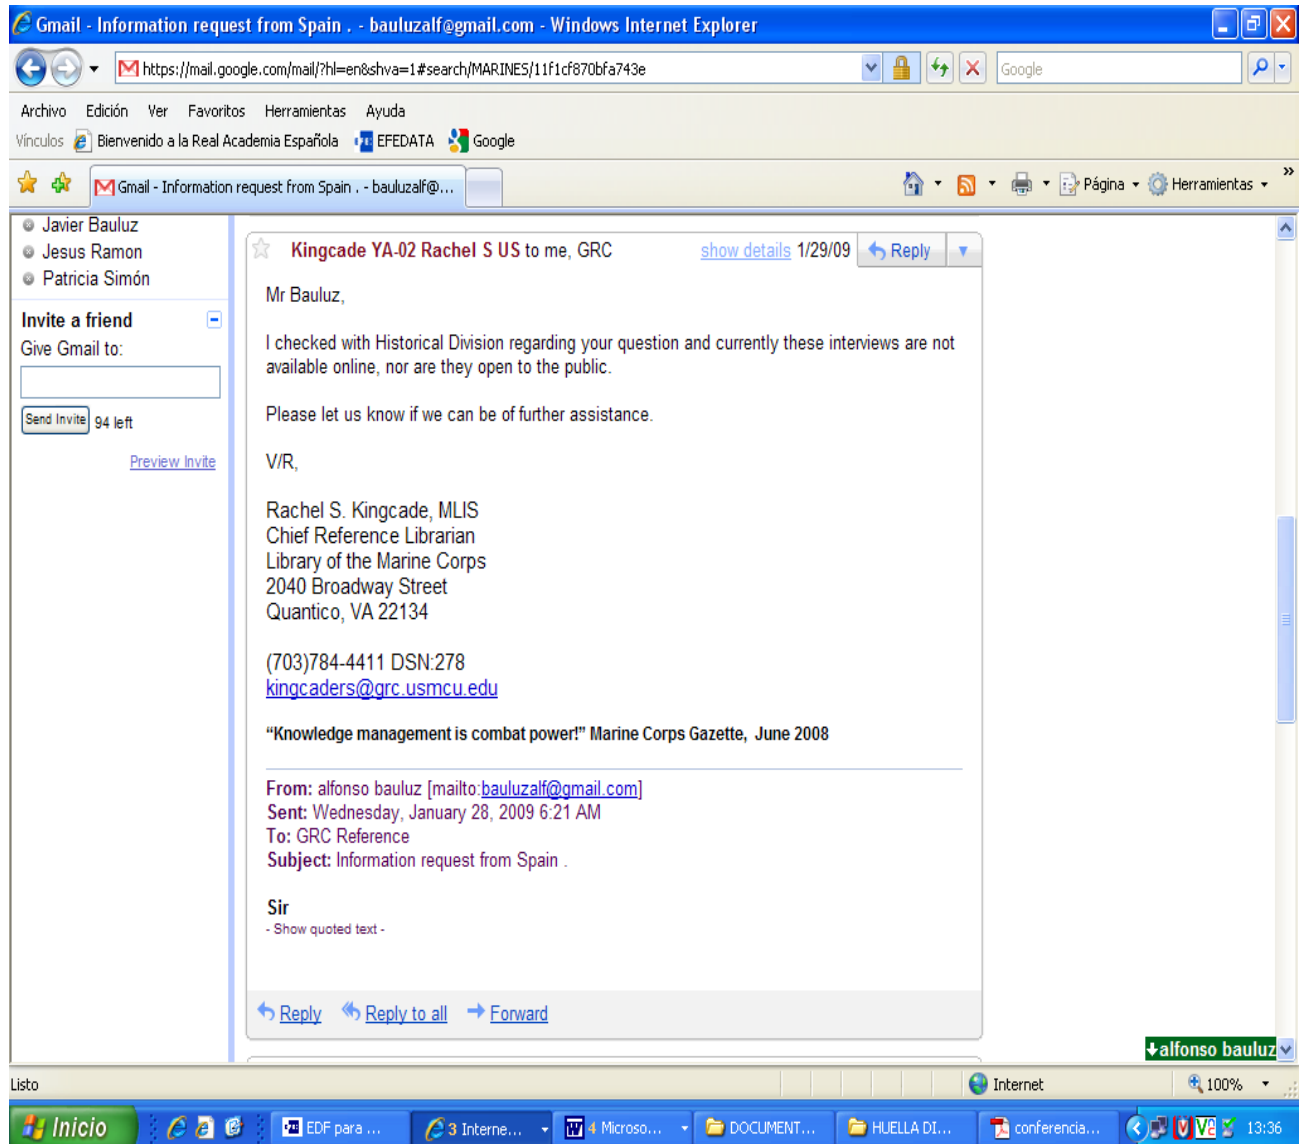 Gmail - Information request from Spain . - bauluzalf@gmail.com - Windows Internet Explorer
https://mail.google.com/mail/?hl=en&shva=1#search/MARINES/11f1cf870bfa743e
Google
Archivo Edición Ver Favoritos Herramientas Ayuda
Vínculos Bienvenido a la Real Academia Española EFEDATA Google
Gmail - Information request from Spain . - bauluzalf@... Página Herramientas
Javier Bauluz
Jesus Ramon
Patricia Simón
Invite a friend
Give Gmail to:
Send Invite 94 left
Preview Invite
Kingcade YA-02 Rachel S US to me, GRC show details 1/29/09 Reply
Mr Bauluz,
I checked with Historical Division regarding your question and currently these interviews are not
available online, nor are they open to the public.
Please let us know if we can be of further assistance.
V/R,
Rachel S. Kingcade, MLIS
Chief Reference Librarian
Library of the Marine Corps
2040 Broadway Street
Quantico, VA 22134
(703)784-4411 DSN:278
kingcaders@grc.usmcu.edu
“Knowledge management is combat power!” Marine Corps Gazette, June 2008
From: alfonso bauluz [mailto:bauluzalf@gmail.com]
Sent: Wednesday, January 28, 2009 6:21 AM
To: GRC Reference
Subject: Information request from Spain .
Sir
- Show quoted text -
Reply Reply to all Forward
alfonso bauluz
Listo Internet 100%
Inicio EDF para ... 3 Interne... 4 Microso... DOCUMENT... HUELLA DI... conferencia... 13:36